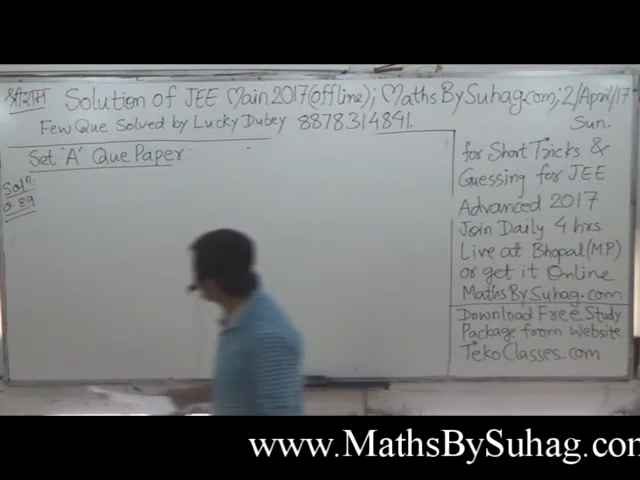 श्रीराम Solution of JEE Main 2017(offline); MathsBySuhag.com; 2/April/17
Sun.
Few Que Solved by Lucky Dubey 8878314841.
Set 'A' Que Paper:
Solⁿ:
Q.89
for Short Tricks &
Guessing for JEE
Advanced 2017
Join Daily 4 hrs
Live at Bhopal(M.P.)
or get it Online
MathsBySuhag.com
Download Free Study
Package from Website
TekoClasses.com
www.MathsBySuhag.com